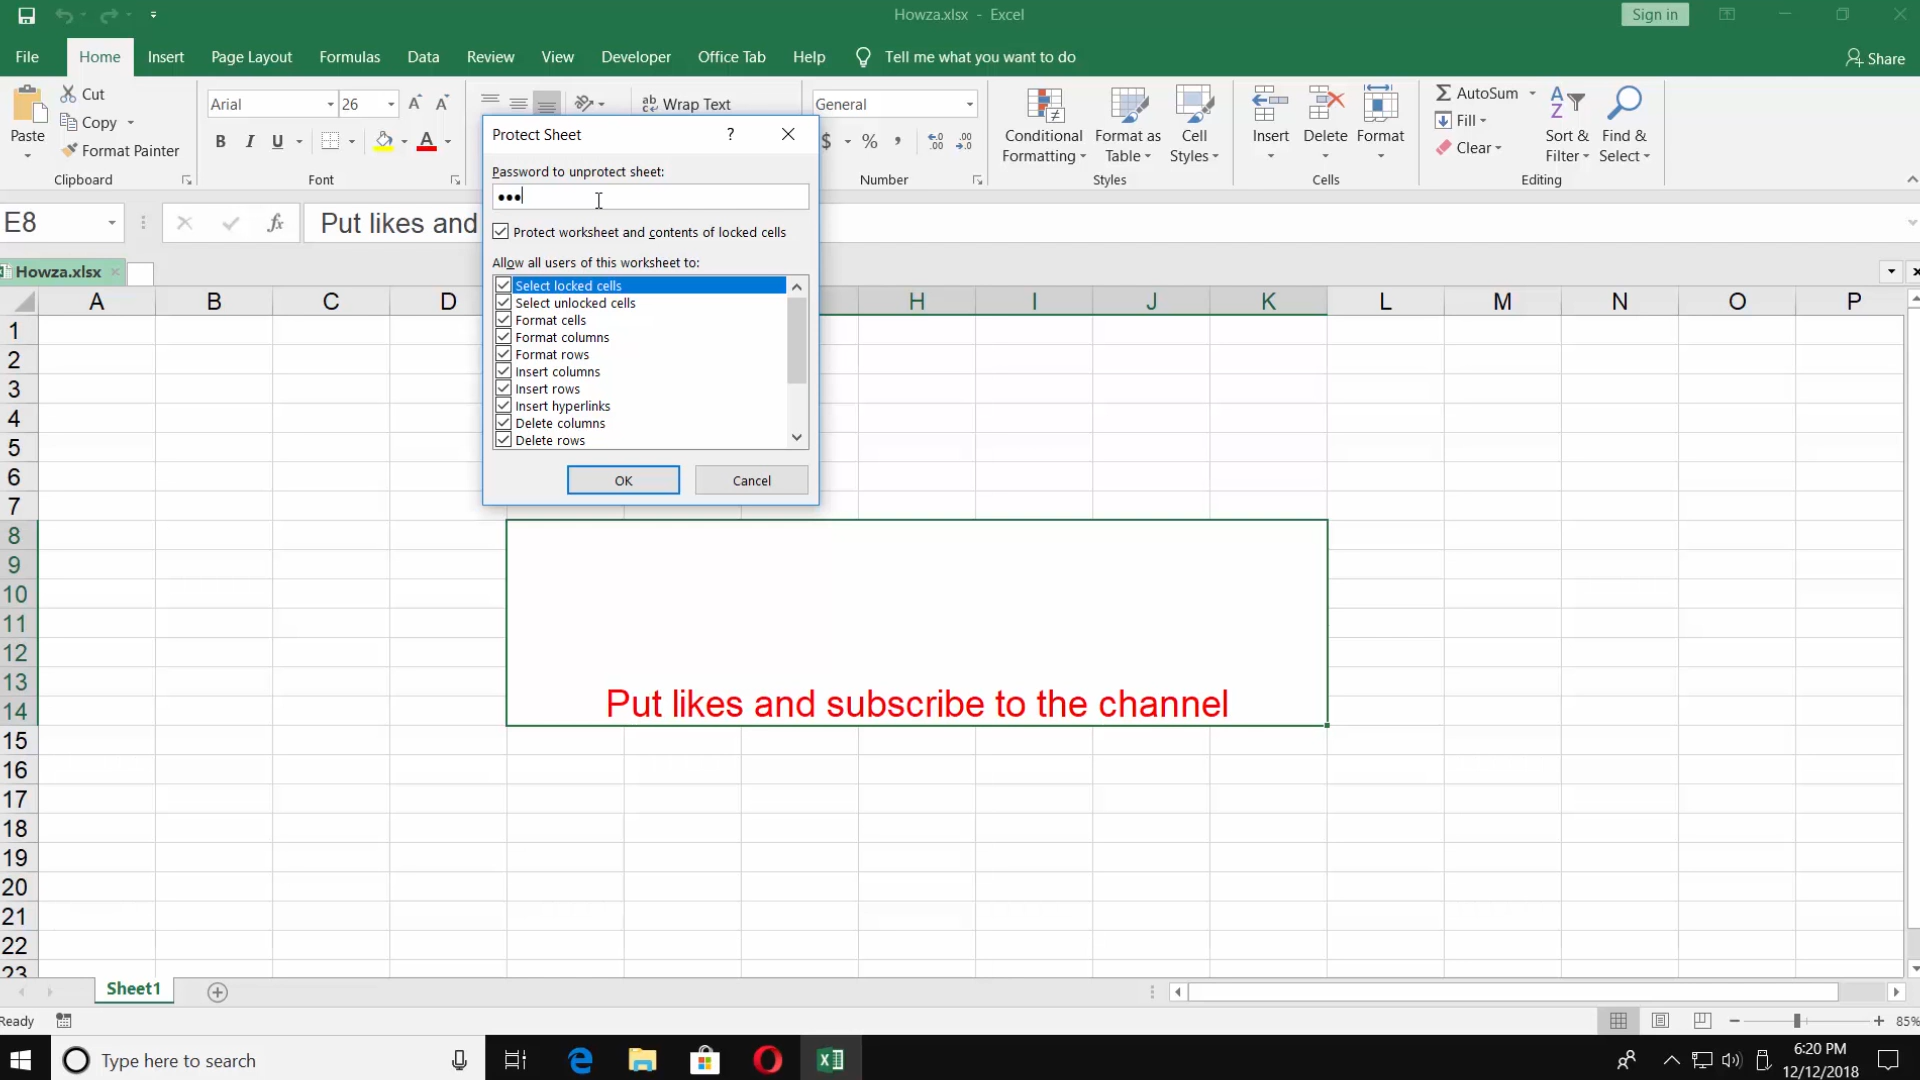 Howza.xlsx - Excel
Sign in
File Home Insert Page Layout Formulas Data Review View Developer Office Tab Help Tell me what you want to do
Share
Paste
Cut
Copy
Format Painter
Clipboard
Arial 26
B I U A
Font
ab Wrap Text
General
$ % ,
Number
Conditional Formatting
Format as Table
Cell Styles
Styles
Insert Delete Format
Cells
AutoSum
Fill
Clear
Sort & Filter
Find & Select
Editing
E8
fx
Put likes and
Howza.xlsx
Protect Sheet ?
Password to unprotect sheet:
•••
Protect worksheet and contents of locked cells
Allow all users of this worksheet to:
Select locked cells
Select unlocked cells
Format cells
Format columns
Format rows
Insert columns
Insert rows
Insert hyperlinks
Delete columns
Delete rows
OK Cancel
A B C D H I J K L M N O P
1
2
3
4
5
6
7
8
9
10
11
12
13
14
15
16
17
18
19
20
21
22
23
Put likes and subscribe to the channel
Sheet1
Ready
85%
Type here to search
6:20 PM
12/12/2018